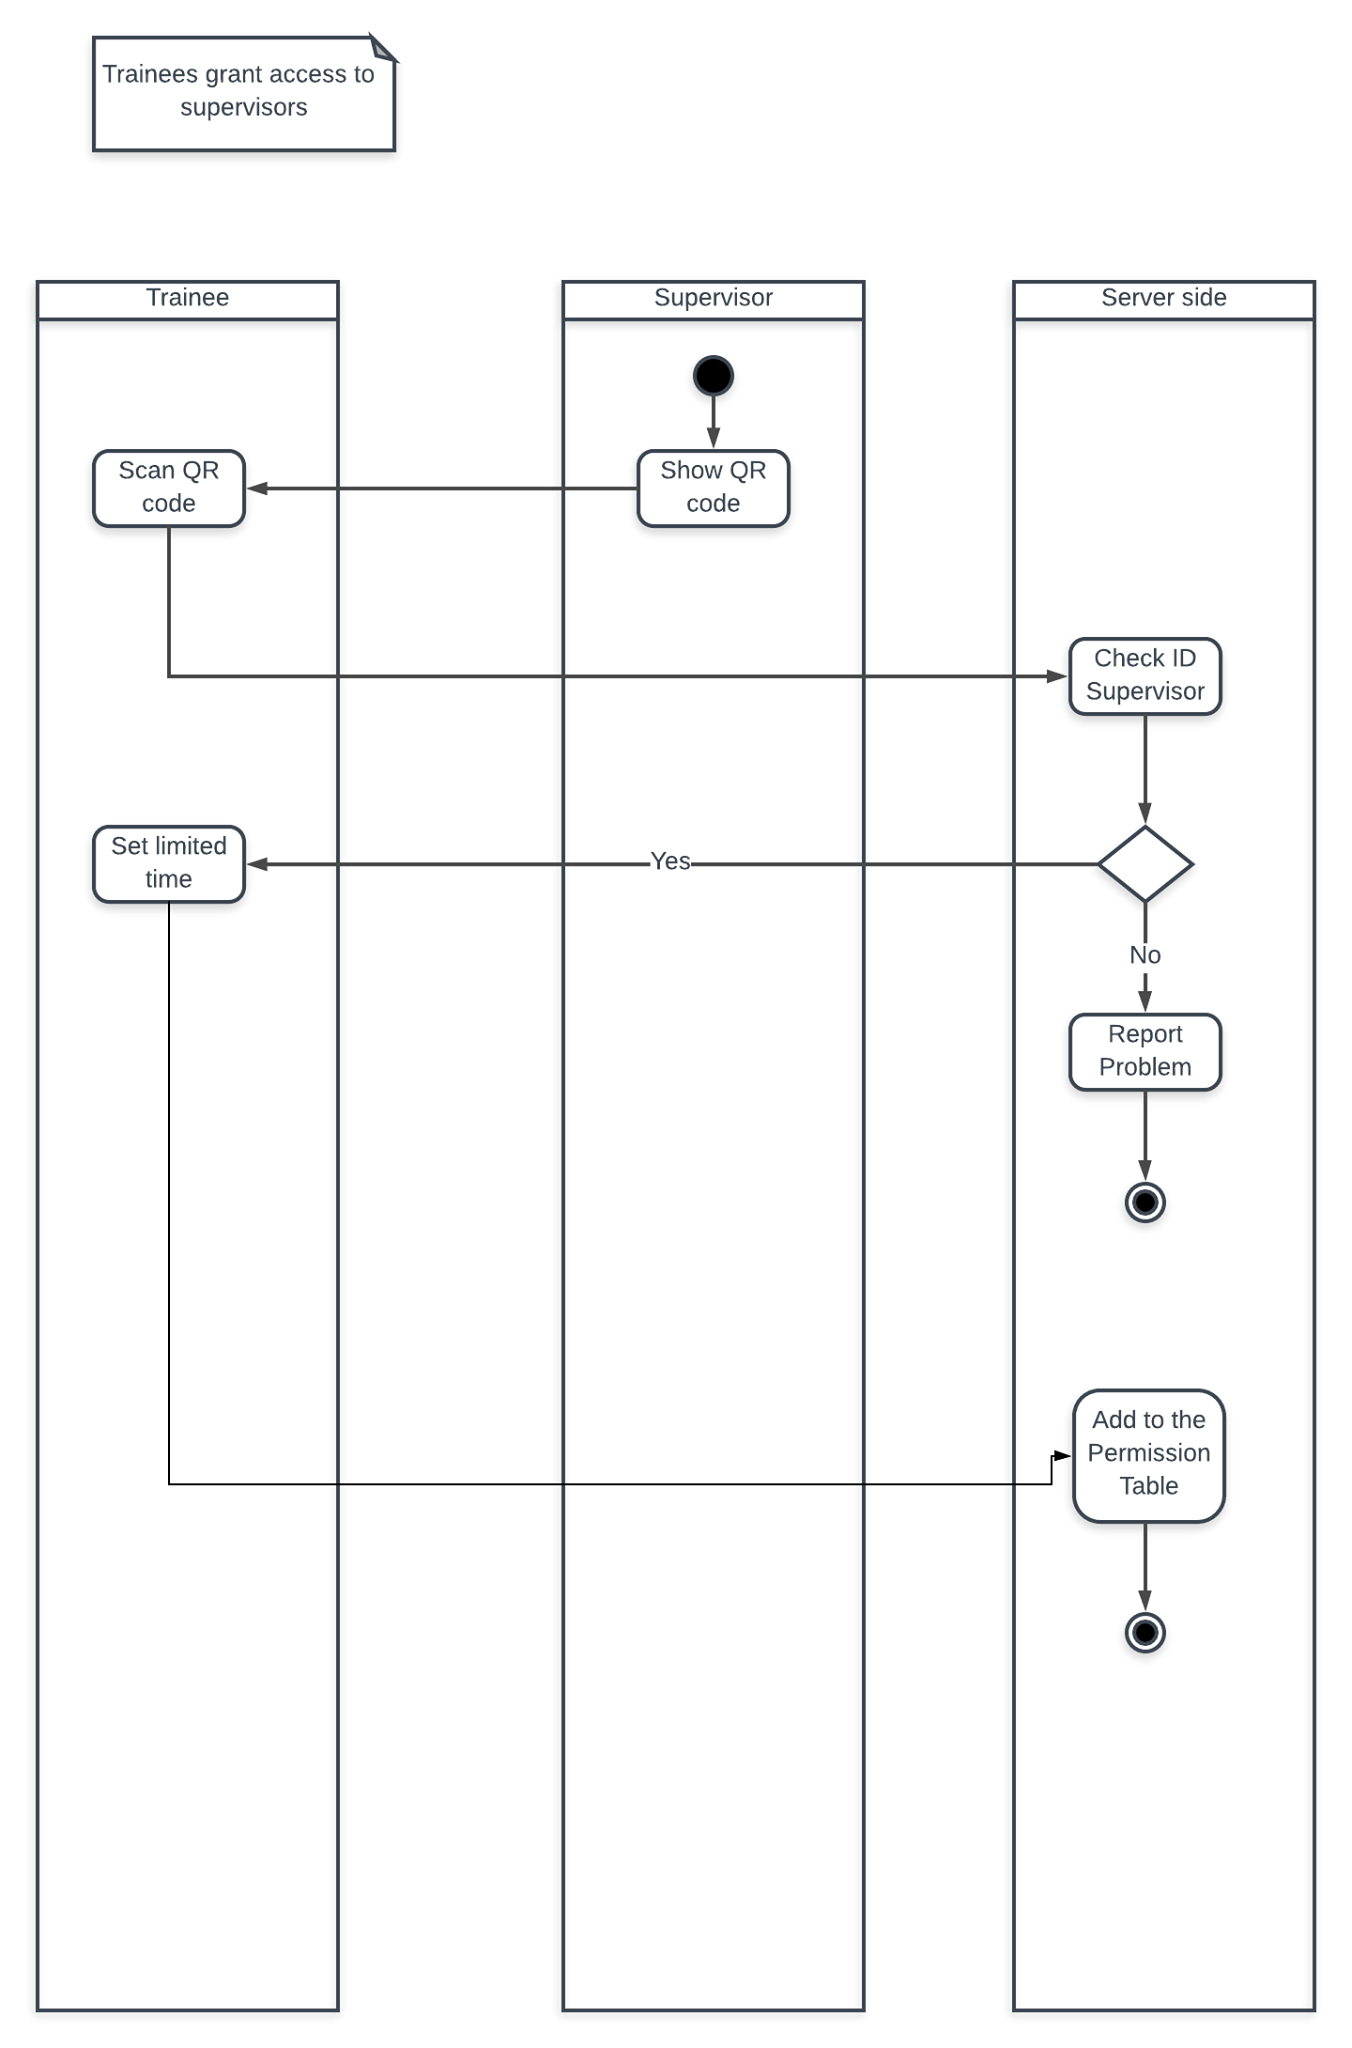 Trainees grant access to
supervisors
Trainee
Supervisor
Server side
Scan QR
code
Show QR
code
Check ID
Supervisor
Set limited
time
Yes
No
Report
Problem
Add to the
Permission
Table